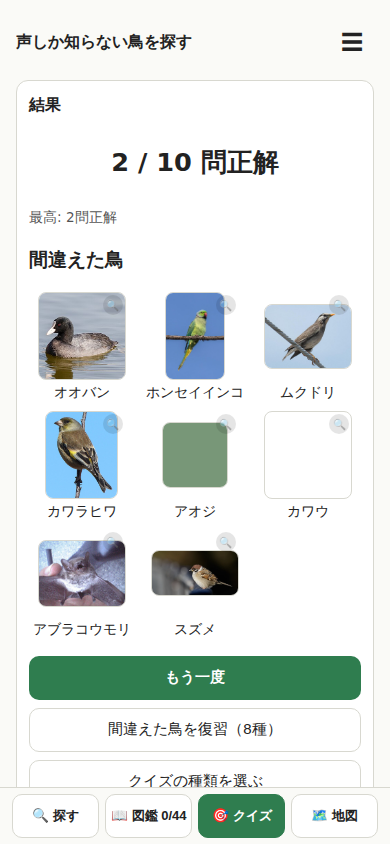 声しか知らない鳥を探す
☰
結果
2 / 10 問正解
最高: 2問正解
間違えた鳥
オオバン
ホンセイインコ
ムクドリ
カワラヒワ
アオジ
カワウ
アブラコウモリ
スズメ
もう一度
間違えた鳥を復習（8種）
クイズの種類を選ぶ
🔍 探す
📖 図鑑 0/44
🎯 クイズ
🗺️ 地図